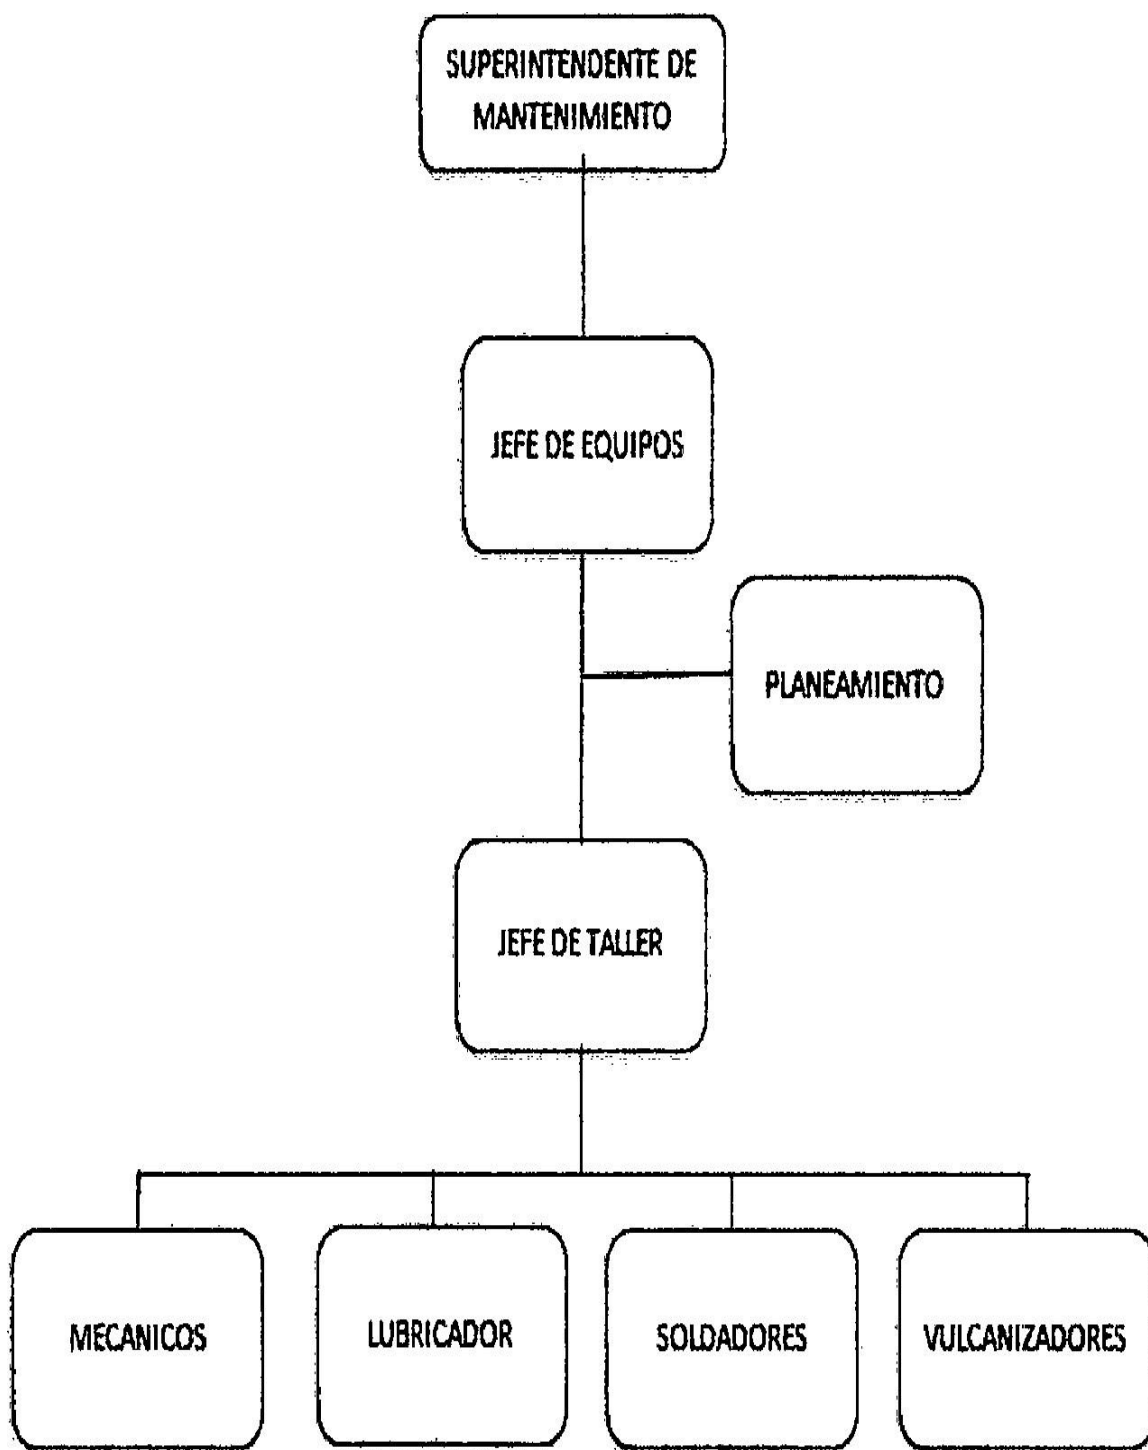 SUPERINTENDENTE DE
MANTENIMIENTO
JEFE DE EQUIPOS
PLANEAMIENTO
JEFE DE TALLER
MECANICOS
LUBRICADOR
SOLDADORES
VULCANIZADORES